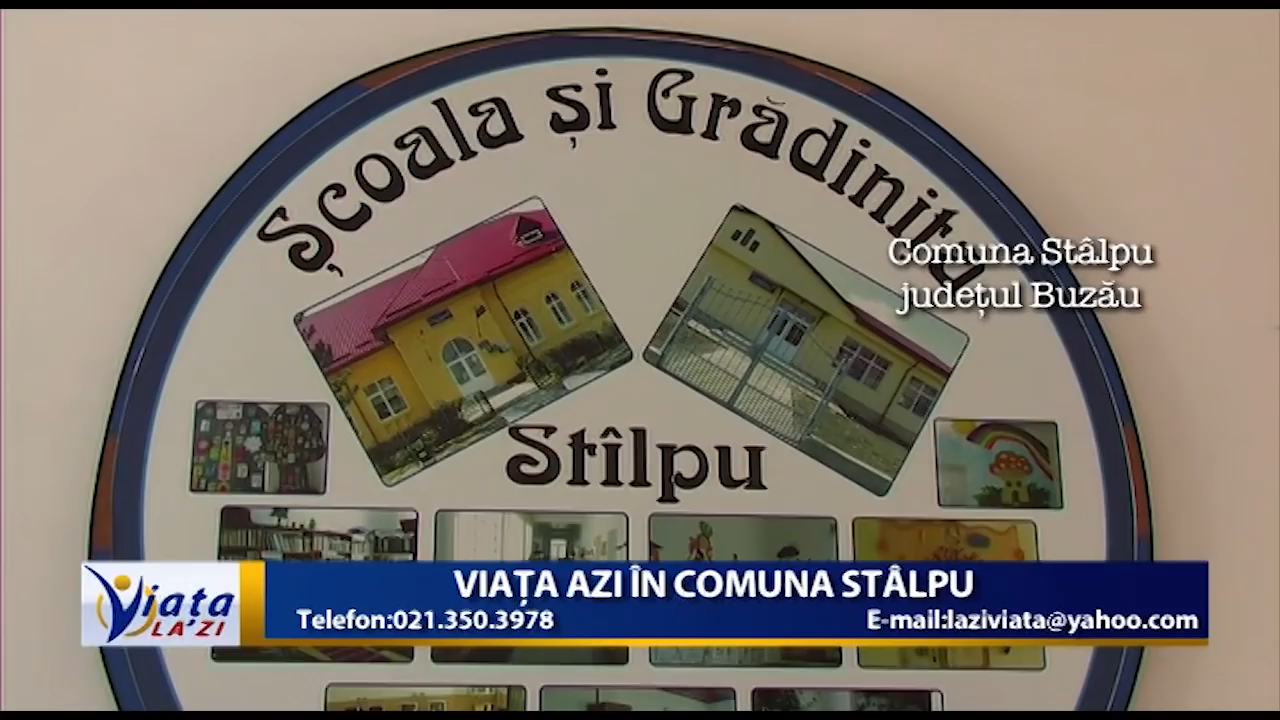 Școala și Grădinița
Comuna Stâlpu
județul Buzău
Stîlpu
VIAȚA AZI ÎN COMUNA STÂLPU
Viața
LA'ZI
Telefon:021.350.3978
E-mail:laziviata@yahoo.com